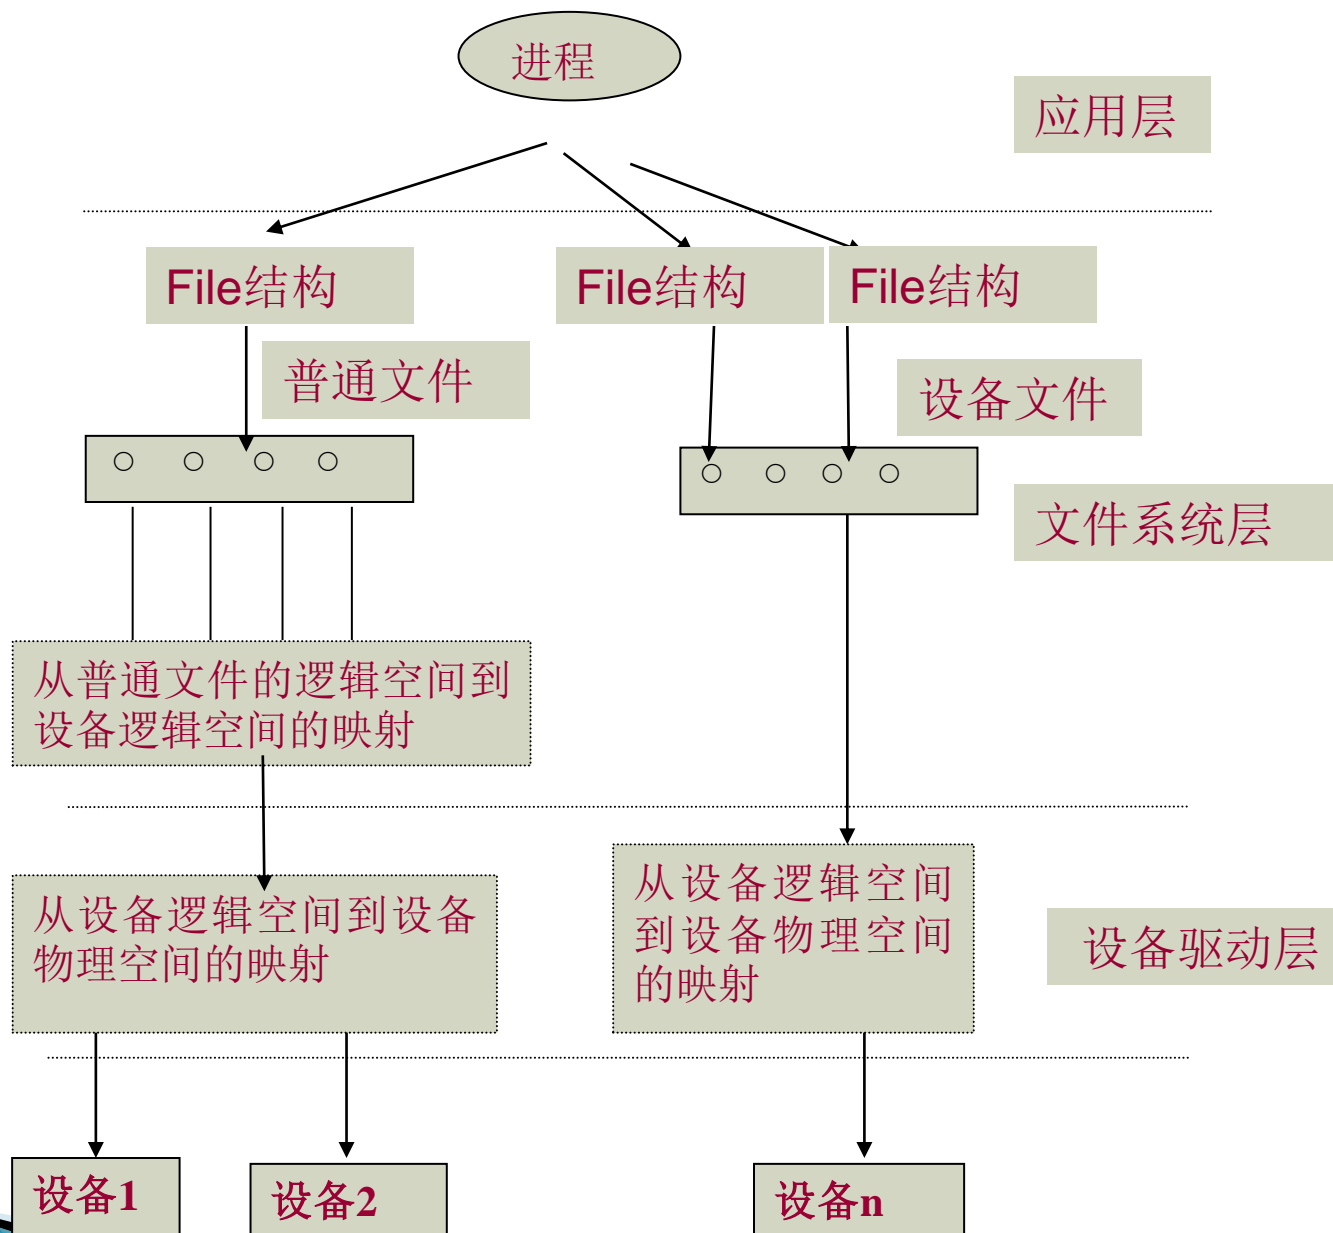 进程
应用层
File结构
File结构
File结构
普通文件
设备文件
文件系统层
从普通文件的逻辑空间到
设备逻辑空间的映射
从设备逻辑空间到设备
物理空间的映射
从设备逻辑空间
到设备物理空间
的映射
设备驱动层
设备1
设备2
设备n